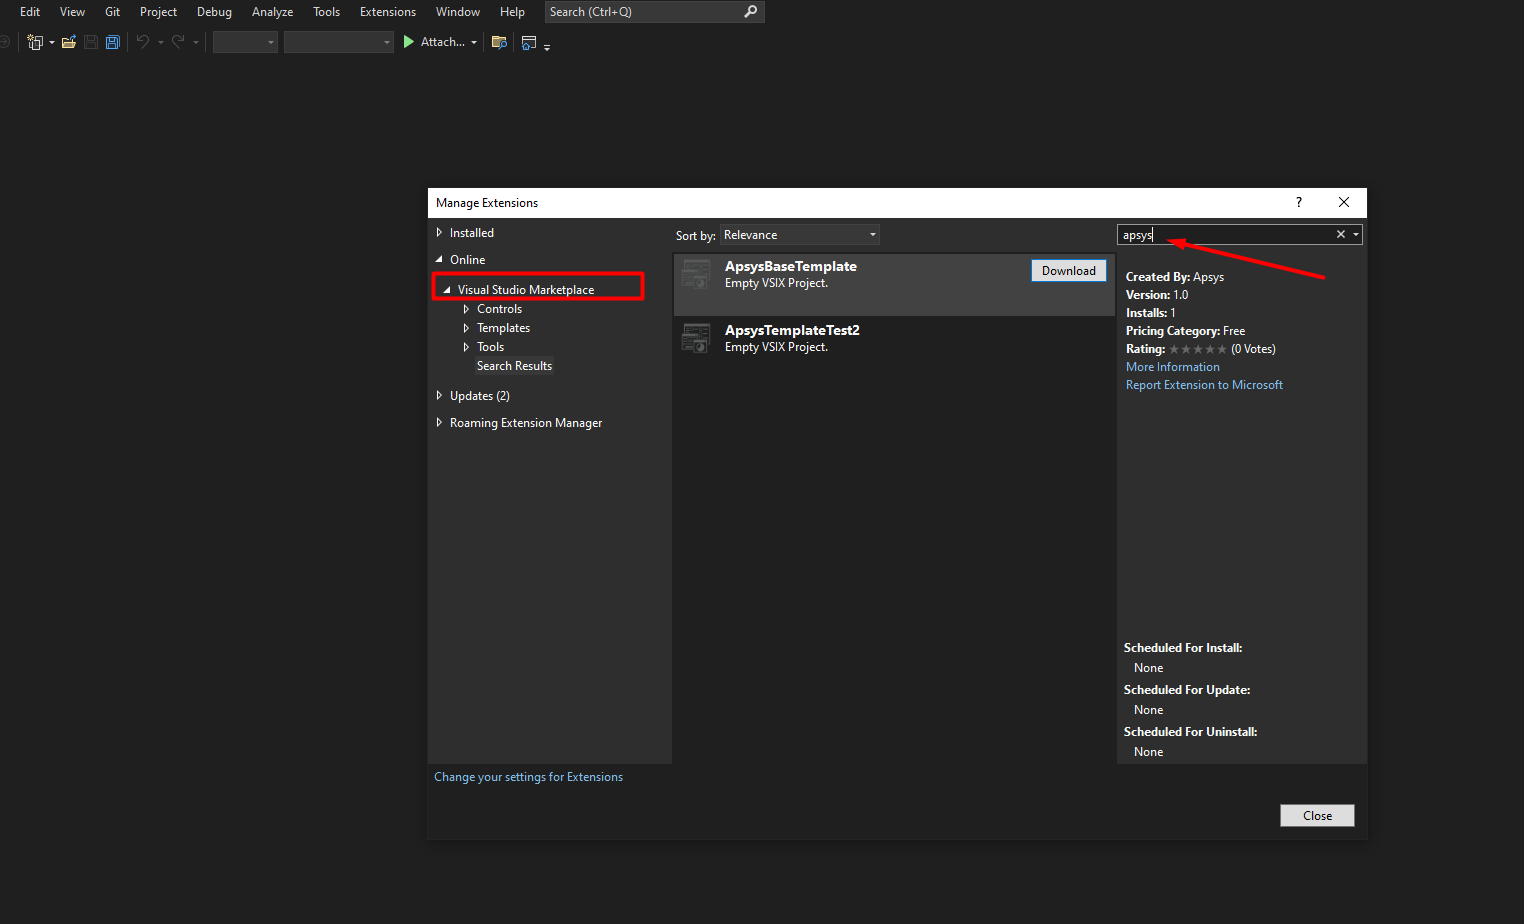 Edit View Git Project Debug Analyze Tools Extensions Window Help Search (Ctrl+Q)
Attach...
Manage Extensions ?
Installed
Online
Visual Studio Marketplace
Controls
Templates
Tools
Search Results
Updates (2)
Roaming Extension Manager
Change your settings for Extensions
Sort by: Relevance
ApsysBaseTemplate
Empty VSIX Project.
Download
ApsysTemplateTest2
Empty VSIX Project.
apsys
Created By: Apsys
Version: 1.0
Installs: 1
Pricing Category: Free
Rating: (0 Votes)
More Information
Report Extension to Microsoft
Scheduled For Install:
None
Scheduled For Update:
None
Scheduled For Uninstall:
None
Close